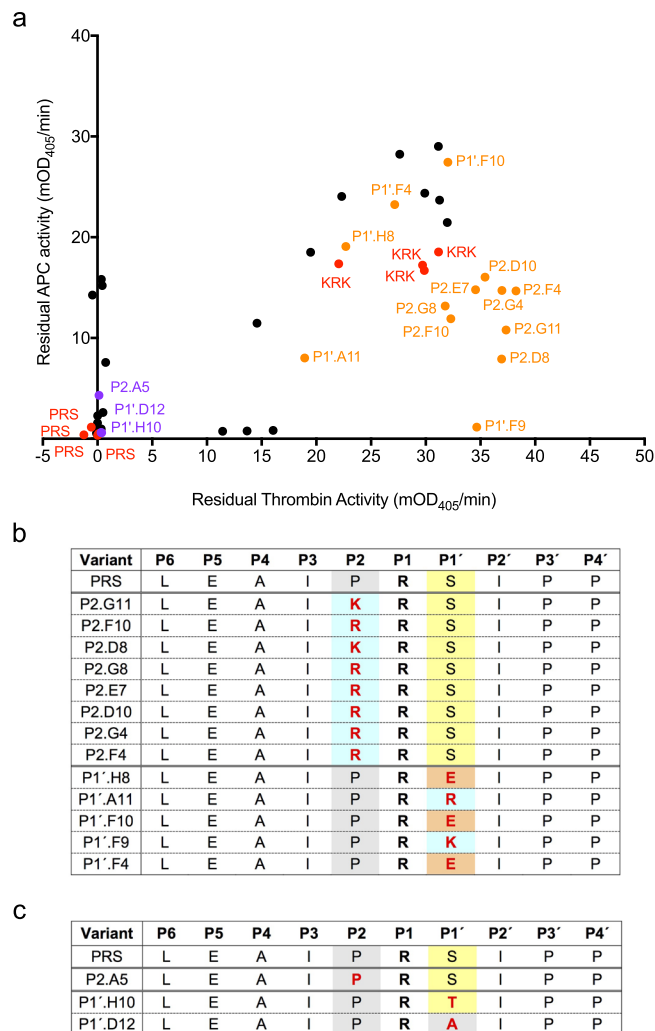 a
40
30
20
10
Residual APC activity (mOD405/min)
P1'.F10
P1'.F4
P1'.H8
KRK
KRK
KRK
KRK
P2.D10
P2.E7
P2.F4
P2.G8
P2.G4
P2.F10
P2.G11
P1'.A11
P2.D8
P2.A5
P1'.D12
PRS
P1'.H10
PRS
P1'.F9
PRS
PRS
-5 0 5 10 15 20 25 30 35 40 45 50
Residual Thrombin Activity (mOD405/min)
b
Variant P6 P5 P4 P3 P2 P1 P1´ P2´ P3´ P4´
PRS L E A I P R S I P P
P2.G11 L E A I K R S I P P
P2.F10 L E A I R R S I P P
P2.D8 L E A I K R S I P P
P2.G8 L E A I R R S I P P
P2.E7 L E A I R R S I P P
P2.D10 L E A I R R S I P P
P2.G4 L E A I R R S I P P
P2.F4 L E A I R R S I P P
P1´.H8 L E A I P R E I P P
P1´.A11 L E A I P R R I P P
P1´.F10 L E A I P R E I P P
P1´.F9 L E A I P R K I P P
P1´.F4 L E A I P R E I P P
c
Variant P6 P5 P4 P3 P2 P1 P1´ P2´ P3´ P4´
PRS L E A I P R S I P P
P2.A5 L E A I P R S I P P
P1´.H10 L E A I P R T I P P
P1´.D12 L E A I P R A I P P